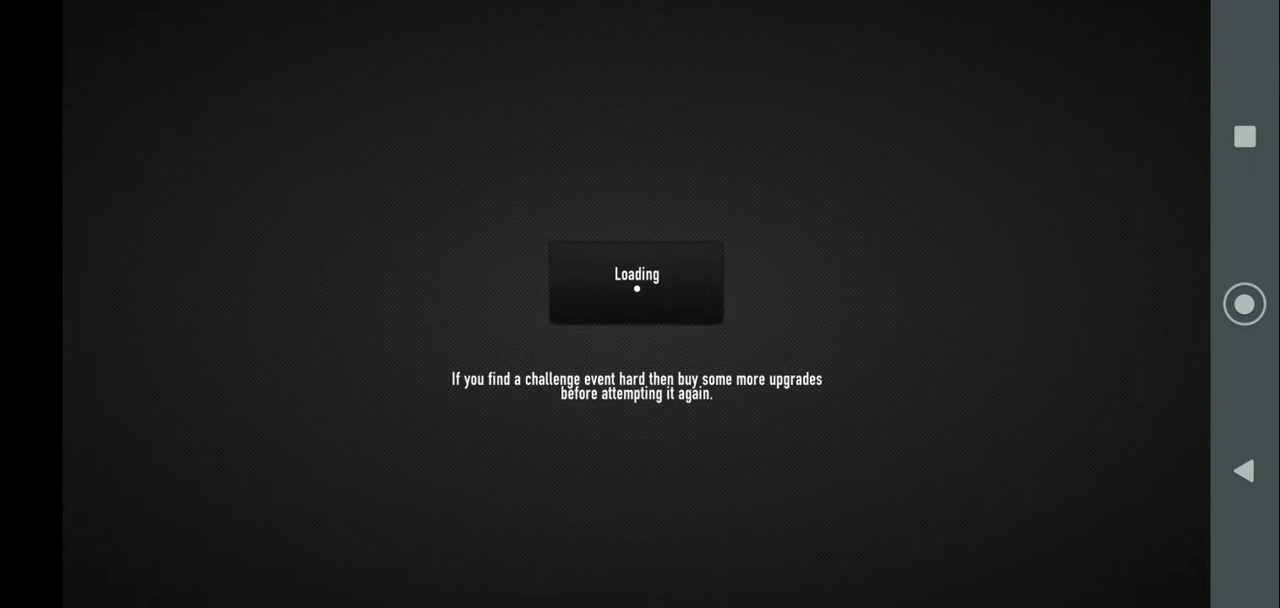 Loading
If you find a challenge event hard then buy some more upgrades
before attempting it again.